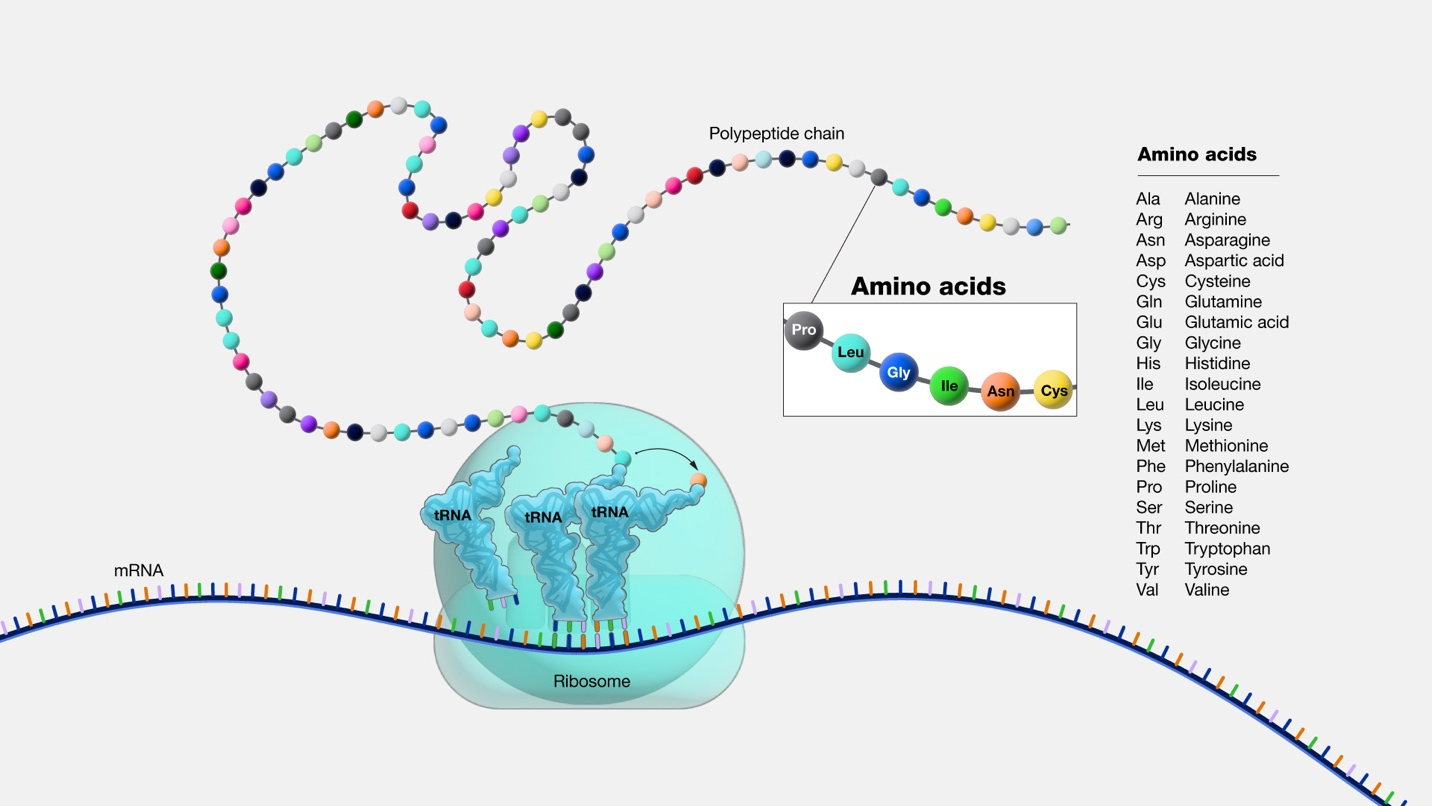 Polypeptide chain
Amino acids
Pro
Leu
Gly
Ile
Asn
Cys
tRNA
tRNA
tRNA
mRNA
Ribosome
Amino acids
Ala Alanine
Arg Arginine
Asn Asparagine
Asp Aspartic acid
Cys Cysteine
Gln Glutamine
Glu Glutamic acid
Gly Glycine
His Histidine
Ile Isoleucine
Leu Leucine
Lys Lysine
Met Methionine
Phe Phenylalanine
Pro Proline
Ser Serine
Thr Threonine
Trp Tryptophan
Tyr Tyrosine
Val Valine